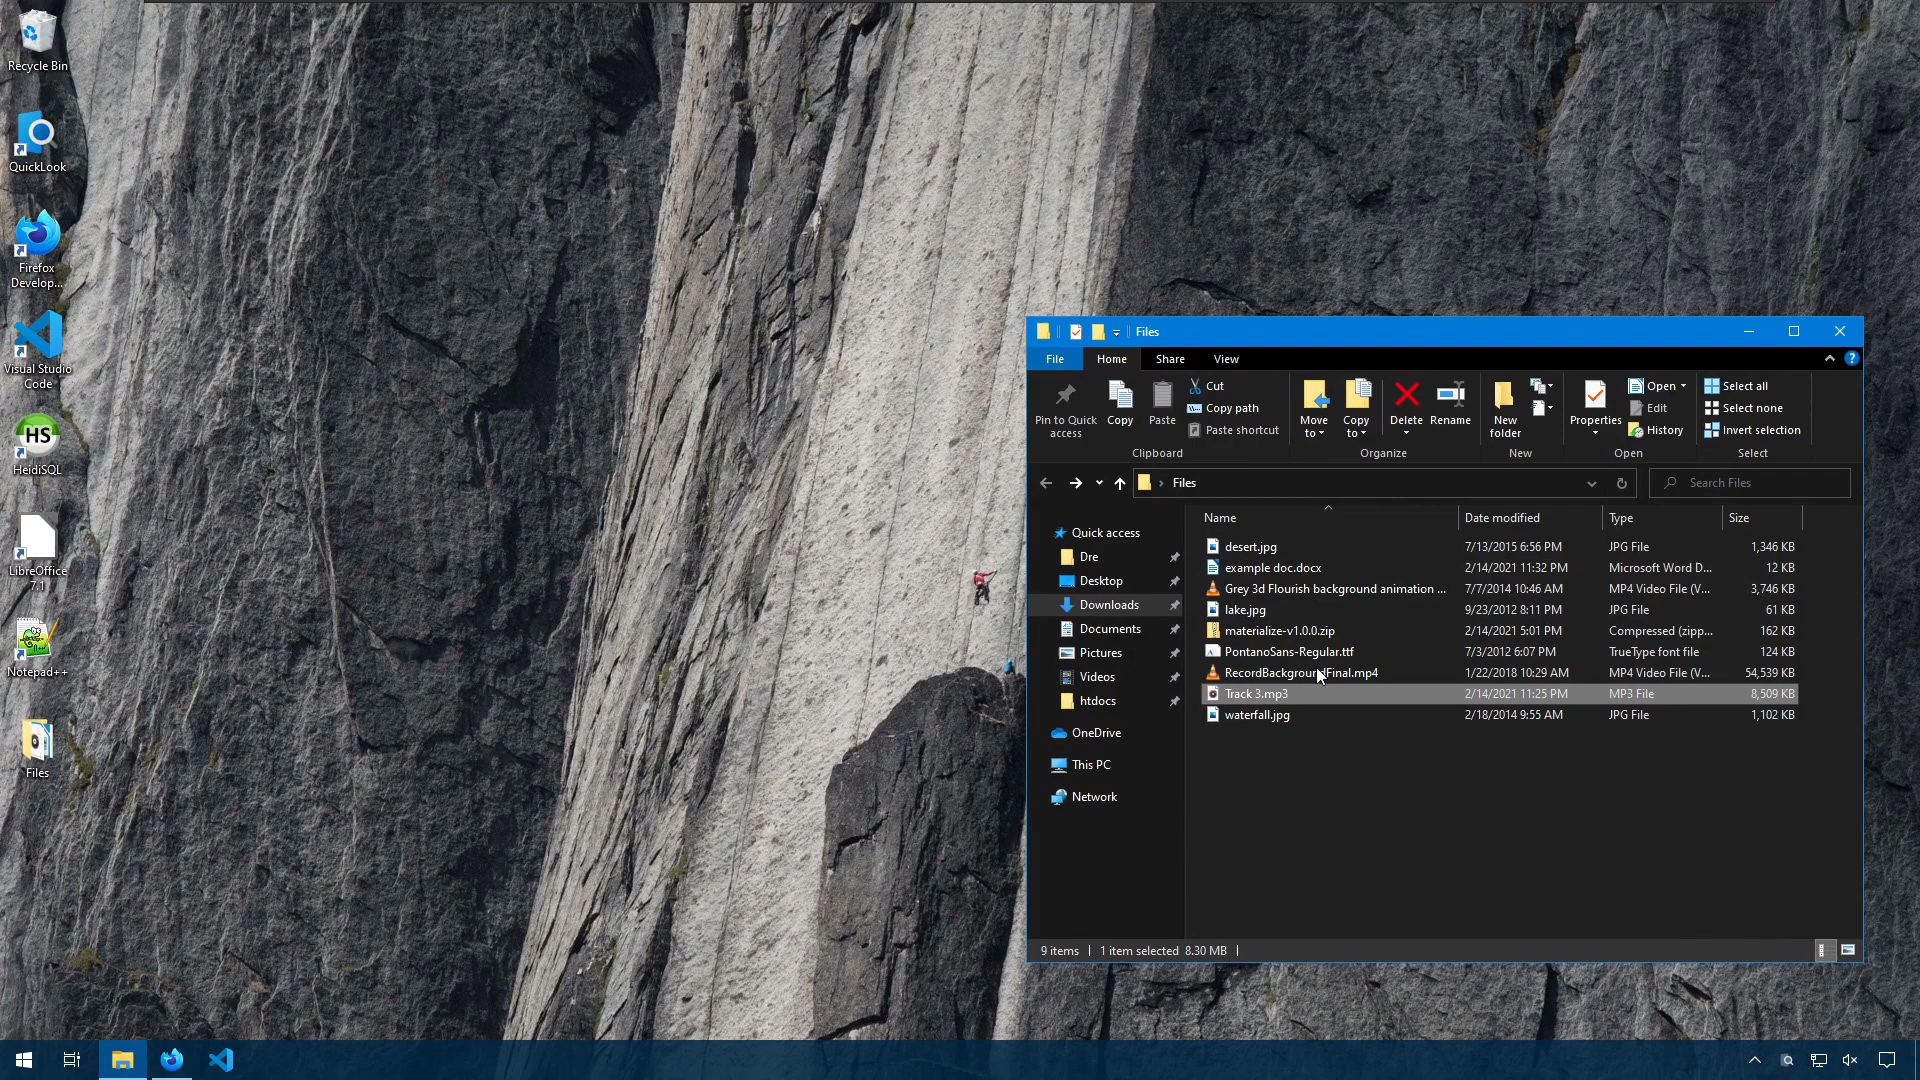 Recycle Bin
QuickLook
Firefox
Develop...
Visual Studio
Code
HS
HeidiSQL
LibreOffice
7.1
Notepad++
Files
Files
File Home Share View
Pin to Quick
access
Copy
Paste
Cut
Copy path
Paste shortcut
Clipboard
Move
to
Copy
to
Delete
Rename
Organize
New
folder
New
Properties
Open
Edit
History
Open
Select all
Select none
Invert selection
Select
Files
Search Files
Quick access
Dre
Desktop
Downloads
Documents
Pictures
Videos
htdocs
OneDrive
This PC
Network
Name Date modified Type Size
desert.jpg 7/13/2015 6:56 PM JPG File 1,346 KB
example doc.docx 2/14/2021 11:32 PM Microsoft Word D... 12 KB
Grey 3d Flourish background animation ... 7/7/2014 10:46 AM MP4 Video File (V... 3,746 KB
lake.jpg 9/23/2012 8:11 PM JPG File 61 KB
materialize-v1.0.0.zip 2/14/2021 5:01 PM Compressed (zipp... 162 KB
PontanoSans-Regular.ttf 7/3/2012 6:07 PM TrueType font file 124 KB
RecordBackgroundFinal.mp4 1/22/2018 10:29 AM MP4 Video File (V... 54,539 KB
Track 3.mp3 2/14/2021 11:25 PM MP3 File 8,509 KB
waterfall.jpg 2/18/2014 9:55 AM JPG File 1,102 KB
9 items 1 item selected 8.30 MB